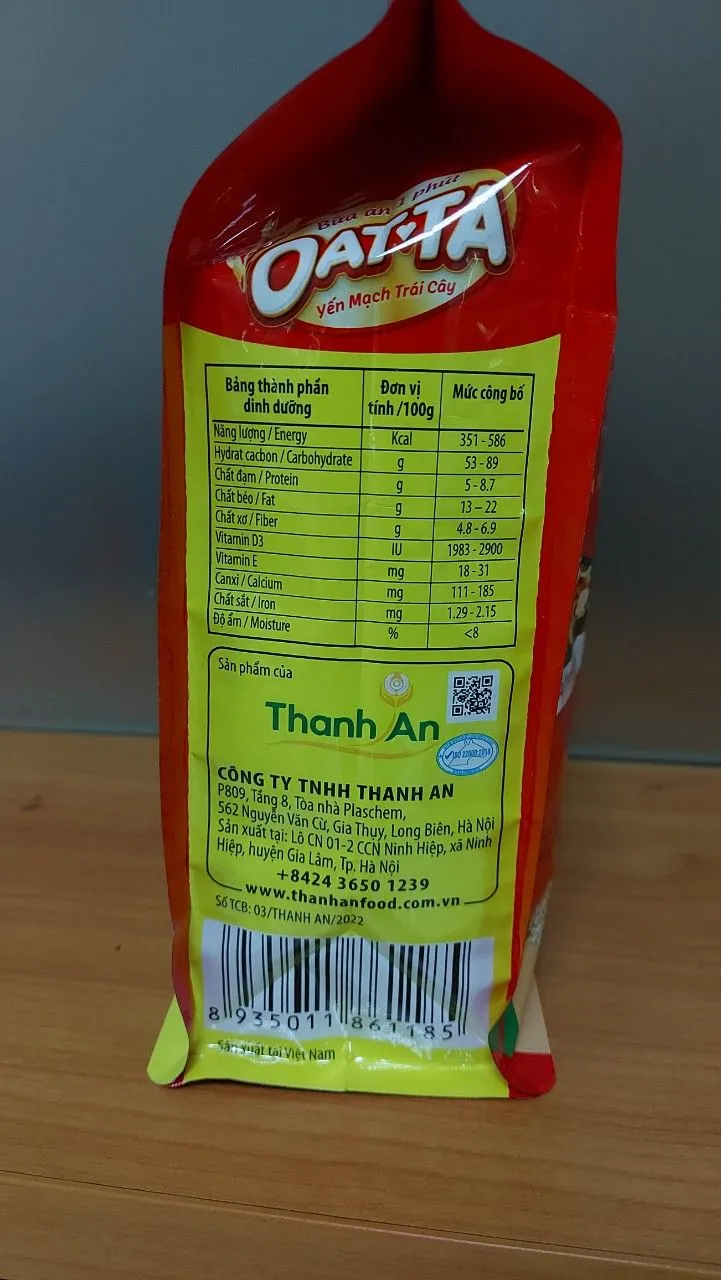 Bữa ăn 1 phút
OAT TA
Yến Mạch Trái Cây
Bảng thành phần dinh dưỡng Đơn vị tính /100g Mức công bố
Năng lượng / Energy Kcal 351 - 586
Hydrat cacbon / Carbohydrate g 53 - 89
Chất đạm / Protein g 5 - 8.7
Chất béo / Fat g 13 – 22
Chất xơ / Fiber g 4.8 - 6.9
Vitamin D3 IU 1983 - 2900
Vitamin E mg 18 - 31
Canxi / Calcium mg 111 - 185
Chất sắt / Iron mg 1.29 - 2.15
Độ ẩm / Moisture % <8
Sản phẩm của
Thanh An
ISO 22000:2018
CÔNG TY TNHH THANH AN
P809, Tầng 8, Tòa nhà Plaschem,
562 Nguyễn Văn Cừ, Gia Thụy, Long Biên, Hà Nội
Sản xuất tại: Lô CN 01-2 CCN Ninh Hiệp, xã Ninh
Hiệp, huyện Gia Lâm, Tp. Hà Nội
+8424 3650 1239
www.thanhanfood.com.vn
Số TCB: 03/THANH AN/2022
8 935011 861185
Sản xuất tại Việt Nam